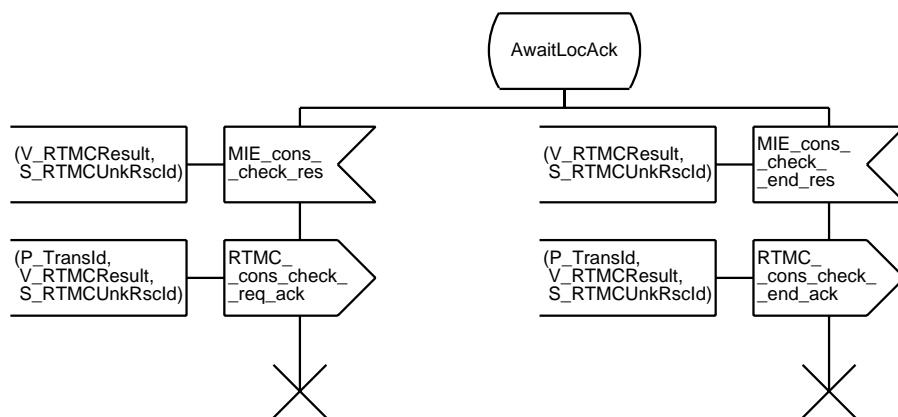 AwaitLocAck
(V_RTMCResult,
S_RTMCUnkRscId)
MIE_cons_
_check_res
(V_RTMCResult,
S_RTMCUnkRscId)
MIE_cons_
_check_
_end_res
(P_TransId,
V_RTMCResult,
S_RTMCUnkRscId)
RTMC_
_cons_check_
_req_ack
(P_TransId,
V_RTMCResult,
S_RTMCUnkRscId)
RTMC_
_cons_check_
_end_ack